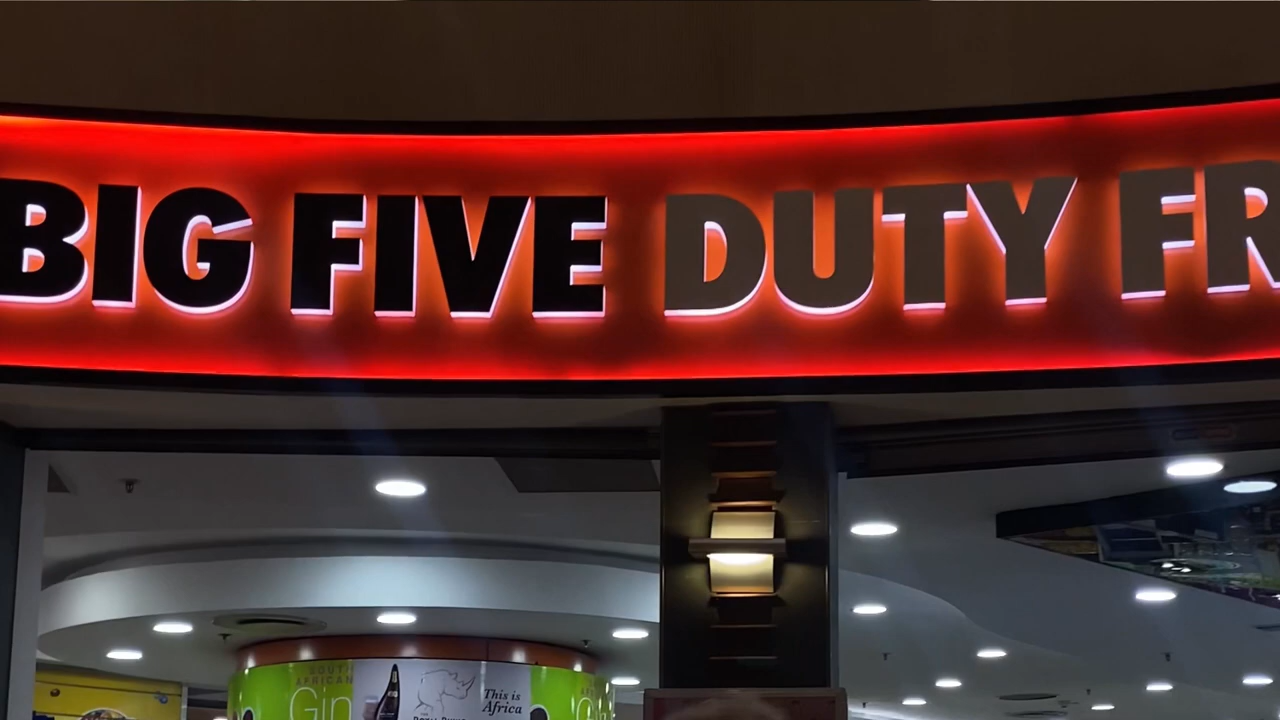 BIG FIVE DUTY FR
SOUTH
AFRICAN
Gin
This is
Africa